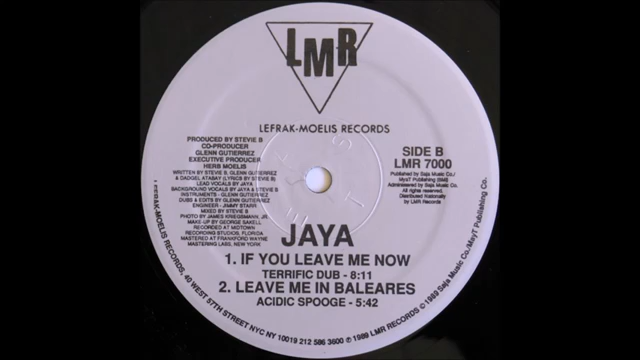 LMR
LEFRAK-MOELIS RECORDS
PRODUCED BY STEVIE B
CO-PRODUCER
GLENN GUTIERREZ
EXECUTIVE PRODUCER
HERB MOELIS
WRITTEN BY STEVIE B, GLENN GUTIERREZ
& DADGEL ATABAY (LYRICS BY STEVIE B)
LEAD VOCALS BY JAYA
BACKGROUND VOCALS BY JAYA & STEVIE B
INSTRUMENTS - GLENN GUTIERREZ
DUBS & EDITS BY GLENN GUTIERREZ
ENGINEER - JIMMY STARR
MIXED BY STEVIE B
PHOTO BY JAMES KRIEGSMANN, JR.
MAKE-UP BY GEORGE SAKELL
RECORDED AT MIDTOWN
RECORDING STUDIOS, FLORIDA
MASTERED AT FRANKFORD WAYNE
MASTERING LABS, NEW YORK
SIDE B
LMR 7000
Published by Saja Music Co./
MyaT Publishing (BMI)
Administered by Saja Music Co.
All rights reserved.
Distributed Nationally
by LMR Records
JAYA
1. IF YOU LEAVE ME NOW
TERRIFIC DUB - 8:11
2. LEAVE ME IN BALEARES
ACIDIC SPOOGE - 5:42
LEFRAK-MOELIS RECORDS, 40 WEST 57TH STREET NYC NY 10019 212 586 3600 ℗ 1989 LMR RECORDS © 1989 Saja Music Co./MyaT Publishing Co.